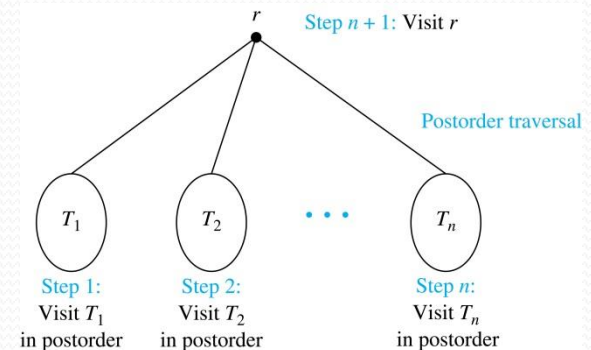 r
Step n + 1: Visit r
Postorder traversal
T₁
T₂
• • •
Tₙ
Step 1:
Visit T₁
in postorder
Step 2:
Visit T₂
in postorder
Step n:
Visit Tₙ
in postorder